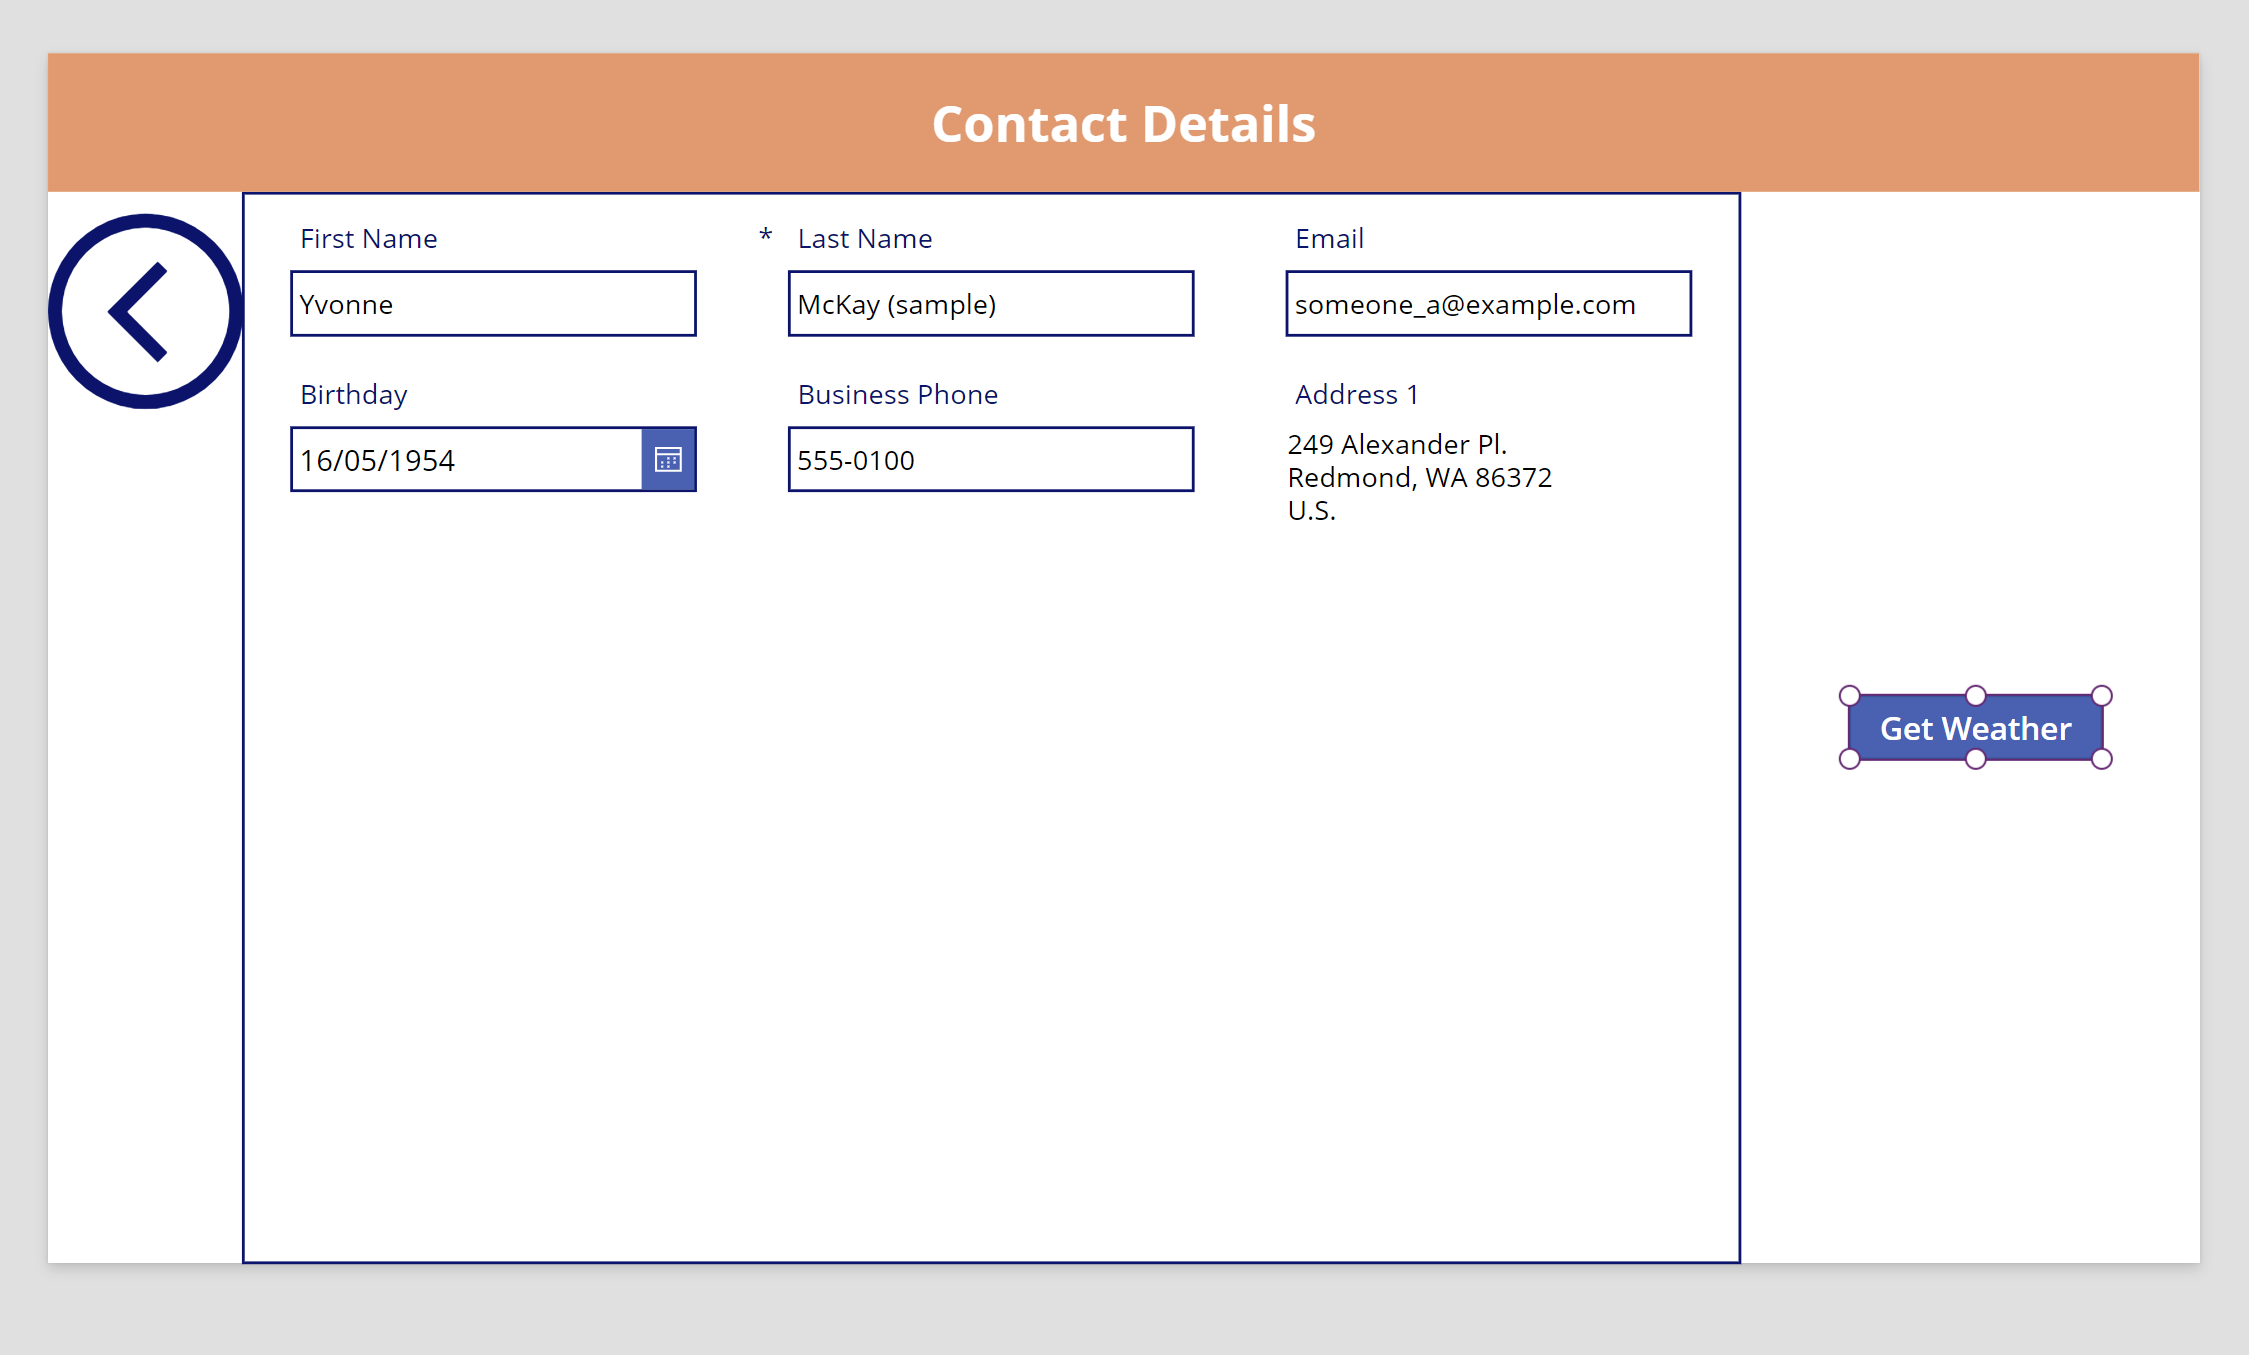 Contact Details
First Name
* Last Name
Email
Yvonne
McKay (sample)
someone_a@example.com
Birthday
Business Phone
Address 1
16/05/1954
555-0100
249 Alexander Pl.
Redmond, WA 86372
U.S.
Get Weather